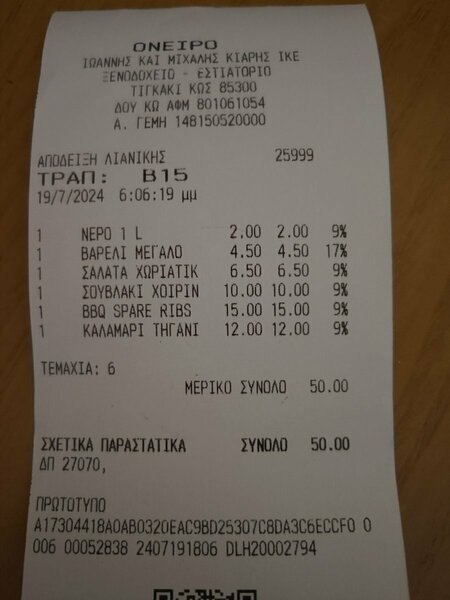 ΟΝΕΙΡΟ
ΙΩΑΝΝΗΣ ΚΑΙ ΜΙΧΑΛΗΣ ΚΙΑΡΗΣ ΙΚΕ
ΞΕΝΟΔΟΧΕΙΟ - ΕΣΤΙΑΤΟΡΙΟ
ΤΙΓΚΑΚΙ ΚΩΣ 85300
ΔΟΥ ΚΩ ΑΦΜ 801061054
Α. ΓΕΜΗ 148150520000
ΑΠΟΔΕΙΞΗ ΛΙΑΝΙΚΗΣ 25999
ΤΡΑΠ: B15
19/7/2024 6:06:19 μμ
1 ΝΕΡΟ 1 L 2.00 2.00 9%
1 ΒΑΡΕΛΙ ΜΕΓΑΛΟ 4.50 4.50 17%
1 ΣΑΛΑΤΑ ΧΩΡΙΑΤΙΚ 6.50 6.50 9%
1 ΣΟΥΒΛΑΚΙ ΧΟΙΡΙΝ 10.00 10.00 9%
1 BBQ SPARE RIBS 15.00 15.00 9%
1 ΚΑΛΑΜΑΡΙ ΤΗΓΑΝΙ 12.00 12.00 9%
ΤΕΜΑΧΙΑ: 6
ΜΕΡΙΚΟ ΣΥΝΟΛΟ 50.00
ΣΧΕΤΙΚΑ ΠΑΡΑΣΤΑΤΙΚΑ ΣΥΝΟΛΟ 50.00
ΔΠ 27070,
ΠΡΩΤΟΤΥΠΟ
A17304418A0AB0320EAC9BD25307C8DA3C6ECCF0 0
006 00052838 2407191806 DLH20002794